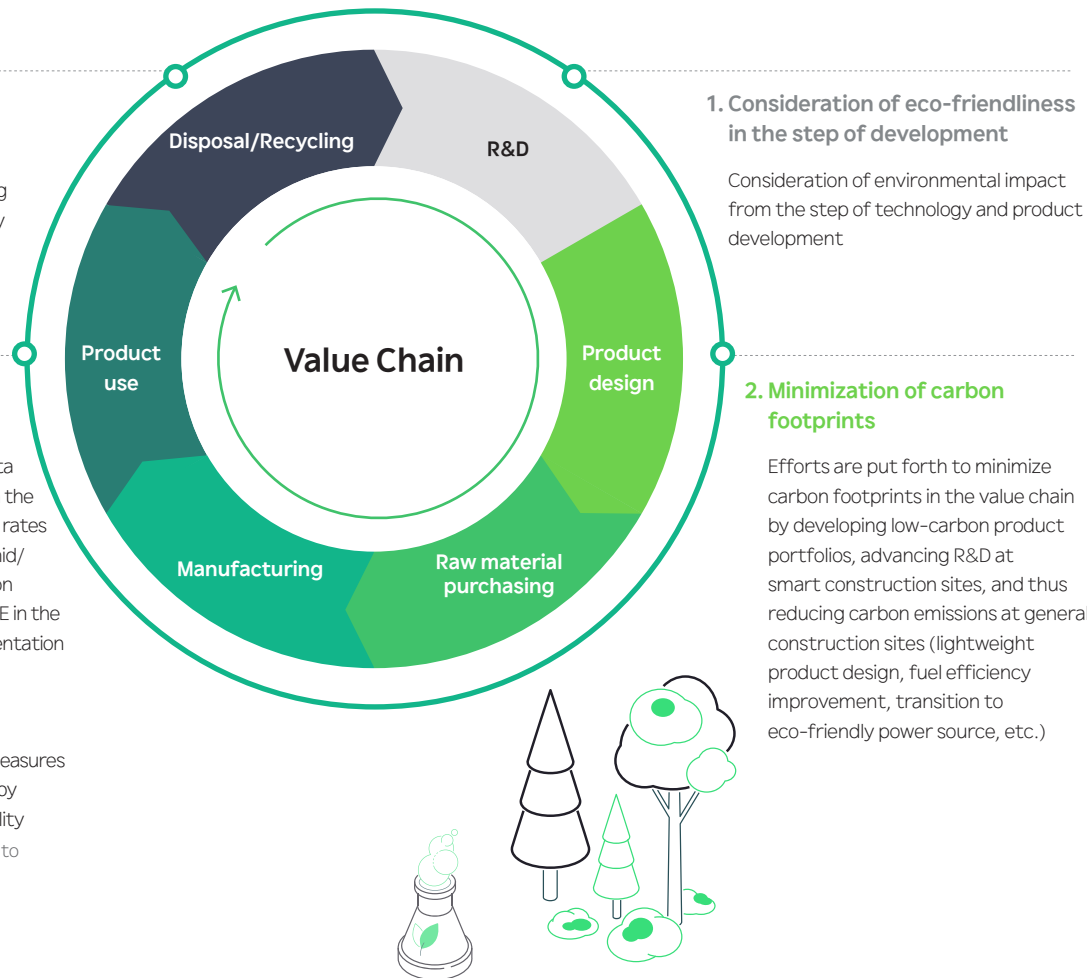 Disposal/Recycling
R&D
Product
design
Raw material
purchasing
Manufacturing
Product
use
Value Chain
1. Consideration of eco-friendliness
in the step of development
Consideration of environmental impact
from the step of technology and product
development
2. Minimization of carbon
footprints
Efforts are put forth to minimize
carbon footprints in the value chain
by developing low-carbon product
portfolios, advancing R&D at
smart construction sites, and thus
reducing carbon emissions at general
construction sites (lightweight
product design, fuel efficiency
improvement, transition to
eco-friendly power source, etc.)
the
rates
E in the
to